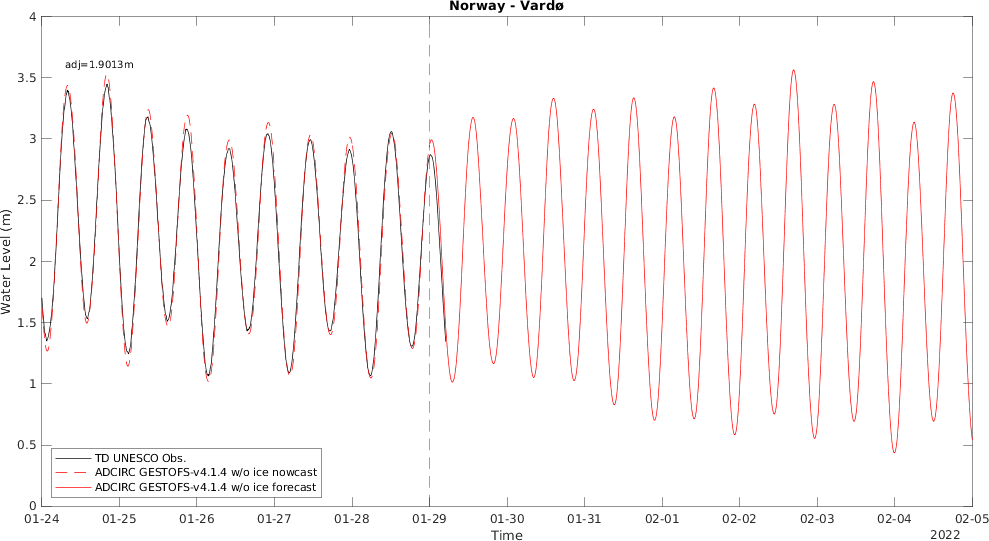 Norway - Vardø
4
3.5
3
2.5
2
1.5
1
0.5
0
Water Level (m)
adj=1.9013m
TD UNESCO Obs.
ADCIRC GESTOFS-v4.1.4 w/o ice nowcast
ADCIRC GESTOFS-v4.1.4 w/o ice forecast
01-24 01-25 01-26 01-27 01-28 01-29 01-30 01-31 02-01 02-02 02-03 02-04 02-05
Time
2022